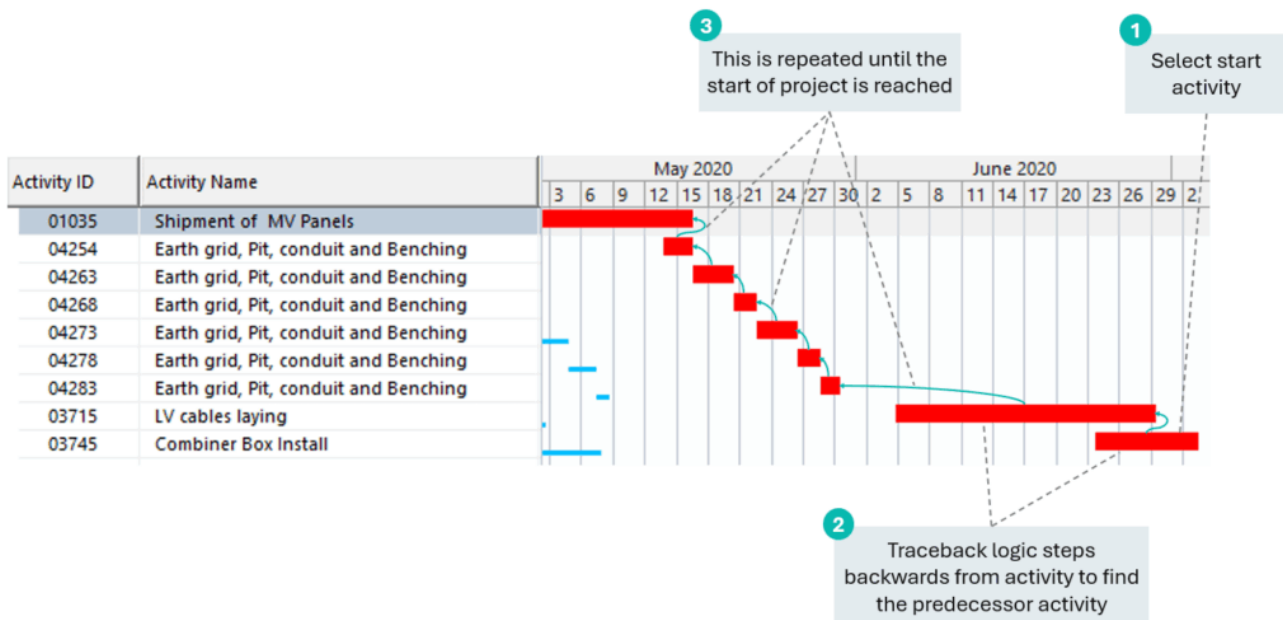 3
This is repeated until the
start of project is reached
1
Select start
activity
Activity ID Activity Name May 2020 June 2020
3 6 9 12 15 18 21 24 27 30 2 5 8 11 14 17 20 23 26 29 2
01035 Shipment of MV Panels
04254 Earth grid, Pit, conduit and Benching
04263 Earth grid, Pit, conduit and Benching
04268 Earth grid, Pit, conduit and Benching
04273 Earth grid, Pit, conduit and Benching
04278 Earth grid, Pit, conduit and Benching
04283 Earth grid, Pit, conduit and Benching
03715 LV cables laying
03745 Combiner Box Install
2
Traceback logic steps
backwards from activity to find
the predecessor activity